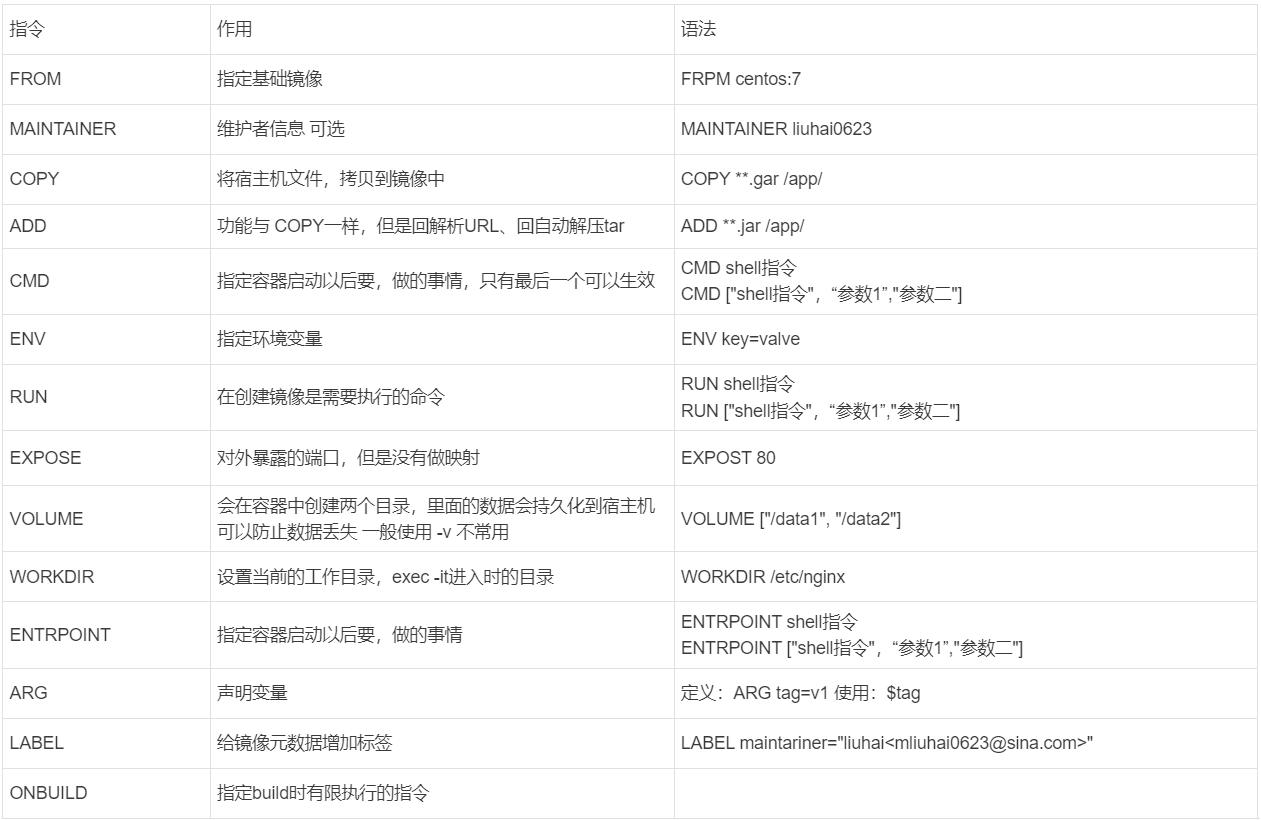 指令 作用 语法
FROM 指定基础镜像 FRPM centos:7
MAINTAINER 维护者信息 可选 MAINTAINER liuhai0623
COPY 将宿主机文件，拷贝到镜像中 COPY **.gar /app/
ADD 功能与 COPY一样，但是回解析URL、回自动解压tar ADD **.jar /app/
CMD 指定容器启动以后要，做的事情，只有最后一个可以生效 CMD shell指令
CMD ["shell指令"，“参数1”,"参数二"]
ENV 指定环境变量 ENV key=valve
RUN 在创建镜像是需要执行的命令 RUN shell指令
RUN ["shell指令"，“参数1”,"参数二"]
EXPOSE 对外暴露的端口，但是没有做映射 EXPOST 80
VOLUME 会在容器中创建两个目录，里面的数据会持久化到宿主机
可以防止数据丢失 一般使用 -v 不常用 VOLUME ["/data1", "/data2"]
WORKDIR 设置当前的工作目录，exec -it进入时的目录 WORKDIR /etc/nginx
ENTRPOINT 指定容器启动以后要，做的事情 ENTRPOINT shell指令
ENTRPOINT ["shell指令"，“参数1”,"参数二"]
ARG 声明变量 定义：ARG tag=v1 使用：$tag
LABEL 给镜像元数据增加标签 LABEL maintariner="liuhai<mliuhai0623@sina.com>"
ONBUILD 指定build时有限执行的指令